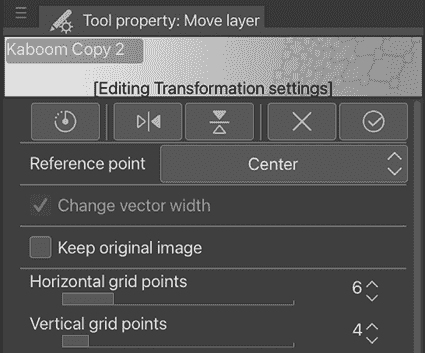 Tool property: Move layer
Kaboom Copy 2
[Editing Transformation settings]
Reference point Center
Change vector width
Keep original image
Horizontal grid points 6
Vertical grid points 4